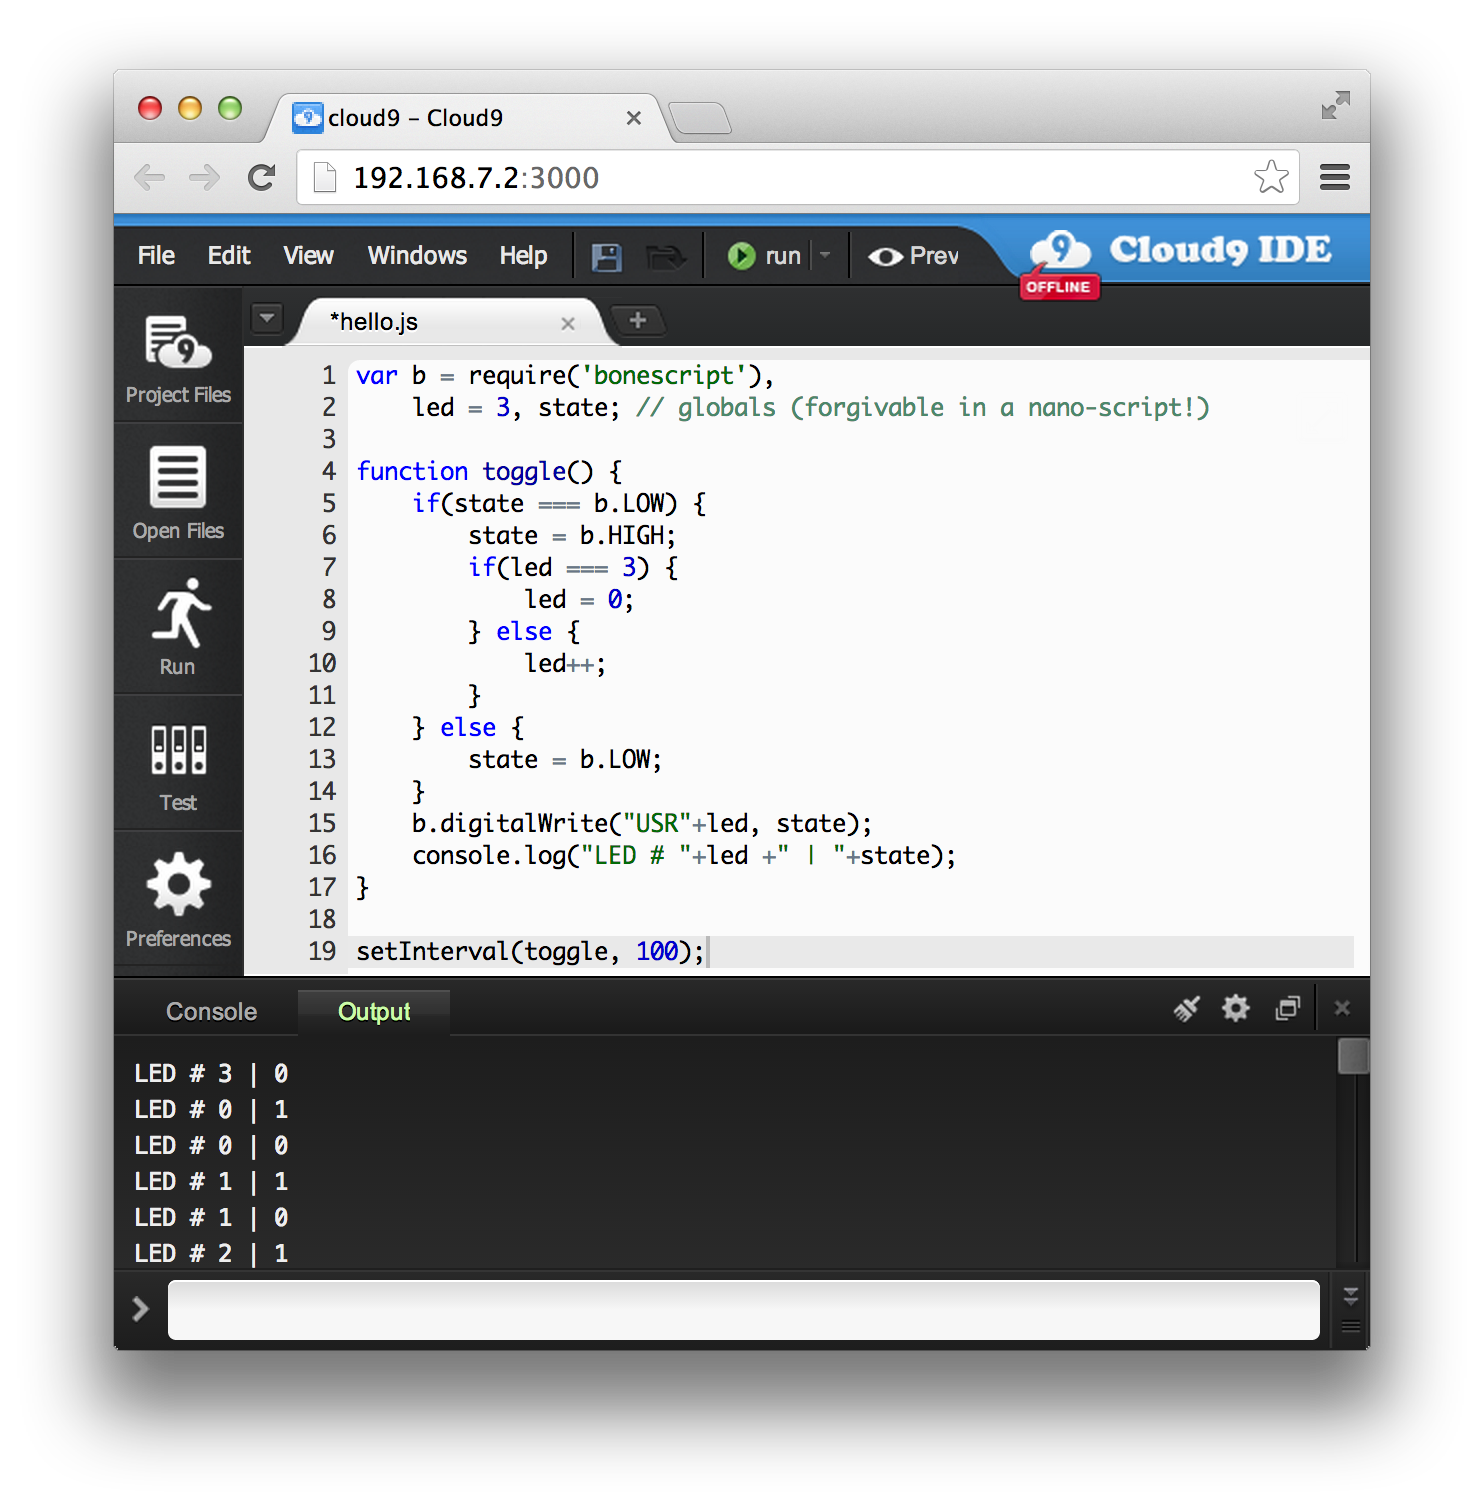 cloud9 – Cloud9
192.168.7.2:3000
File Edit View Windows Help run Prev
9 Cloud9 IDE
OFFLINE
*hello.js
Project Files
Open Files
Run
Test
Preferences
1 var b = require('bonescript'),
2     led = 3, state; // globals (forgivable in a nano-script!)
3
4 function toggle() {
5     if(state === b.LOW) {
6         state = b.HIGH;
7         if(led === 3) {
8             led = 0;
9         } else {
10             led++;
11         }
12     } else {
13         state = b.LOW;
14     }
15     b.digitalWrite("USR"+led, state);
16     console.log("LED # "+led +" | "+state);
17 }
18
19 setInterval(toggle, 100);
Console Output
LED # 3 | 0
LED # 0 | 1
LED # 0 | 0
LED # 1 | 1
LED # 1 | 0
LED # 2 | 1